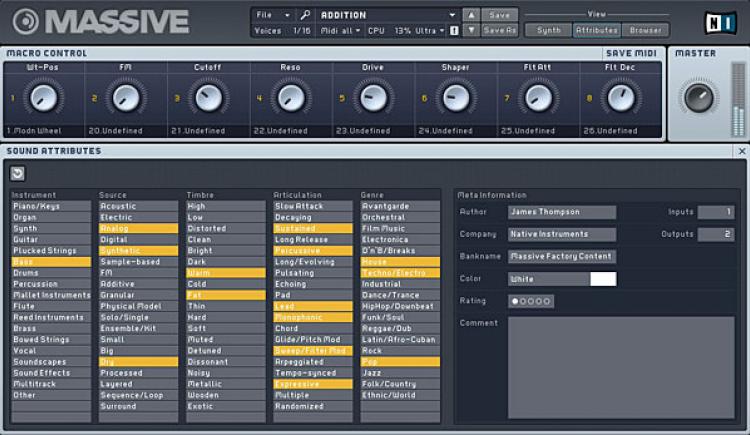 MASSIVE
File ADDITION Save View
Voices 1/16 Midi all CPU 13% Ultra ! Save As Synth Attributes Browser
NI
MACRO CONTROL SAVE MIDI MASTER
Wt-Pos FM Cutoff Reso Drive Shaper Flt Att Flt Dec
1 2 3 4 5 6 7 8
1.Modn Wheel 20.Undefined 21.Undefined 22.Undefined 23.Undefined 24.Undefined 25.Undefined 26.Undefined
SOUND ATTRIBUTES X
Instrument
Piano/Keys
Organ
Synth
Guitar
Plucked Strings
Bass
Drums
Percussion
Mallet Instruments
Flute
Reed Instruments
Brass
Bowed Strings
Vocal
Soundscapes
Sound Effects
Multitrack
Other
Source
Acoustic
Electric
Analog
Digital
Synthetic
Sample-based
FM
Additive
Granular
Physical Model
Solo/Single
Ensemble/Kit
Small
Big
Dry
Processed
Layered
Sequence/Loop
Surround
Timbre
High
Low
Distorted
Clean
Bright
Dark
Warm
Cold
Fat
Thin
Hard
Soft
Muted
Detuned
Dissonant
Noisy
Metallic
Wooden
Exotic
Articulation
Slow Attack
Decaying
Sustained
Long Release
Percussive
Long/Evolving
Pulsating
Echoing
Pad
Lead
Monophonic
Chord
Glide/Pitch Mod
Sweep/Filter Mod
Arpeggiated
Tempo-synced
Expressive
Multiple
Randomized
Genre
Avantgarde
Orchestral
Film Music
Electronica
D'n'B/Breaks
House
Techno/Electro
Industrial
Dance/Trance
HipHop/Downbeat
Funk/Soul
Reggae/Dub
Latin/Afro-Cuban
Rock
Pop
Jazz
Folk/Country
Ethnic/World
Meta Information
Author James Thompson Inputs 1
Company Native Instruments Outputs 2
Bankname Massive Factory Content
Color White
Rating
Comment